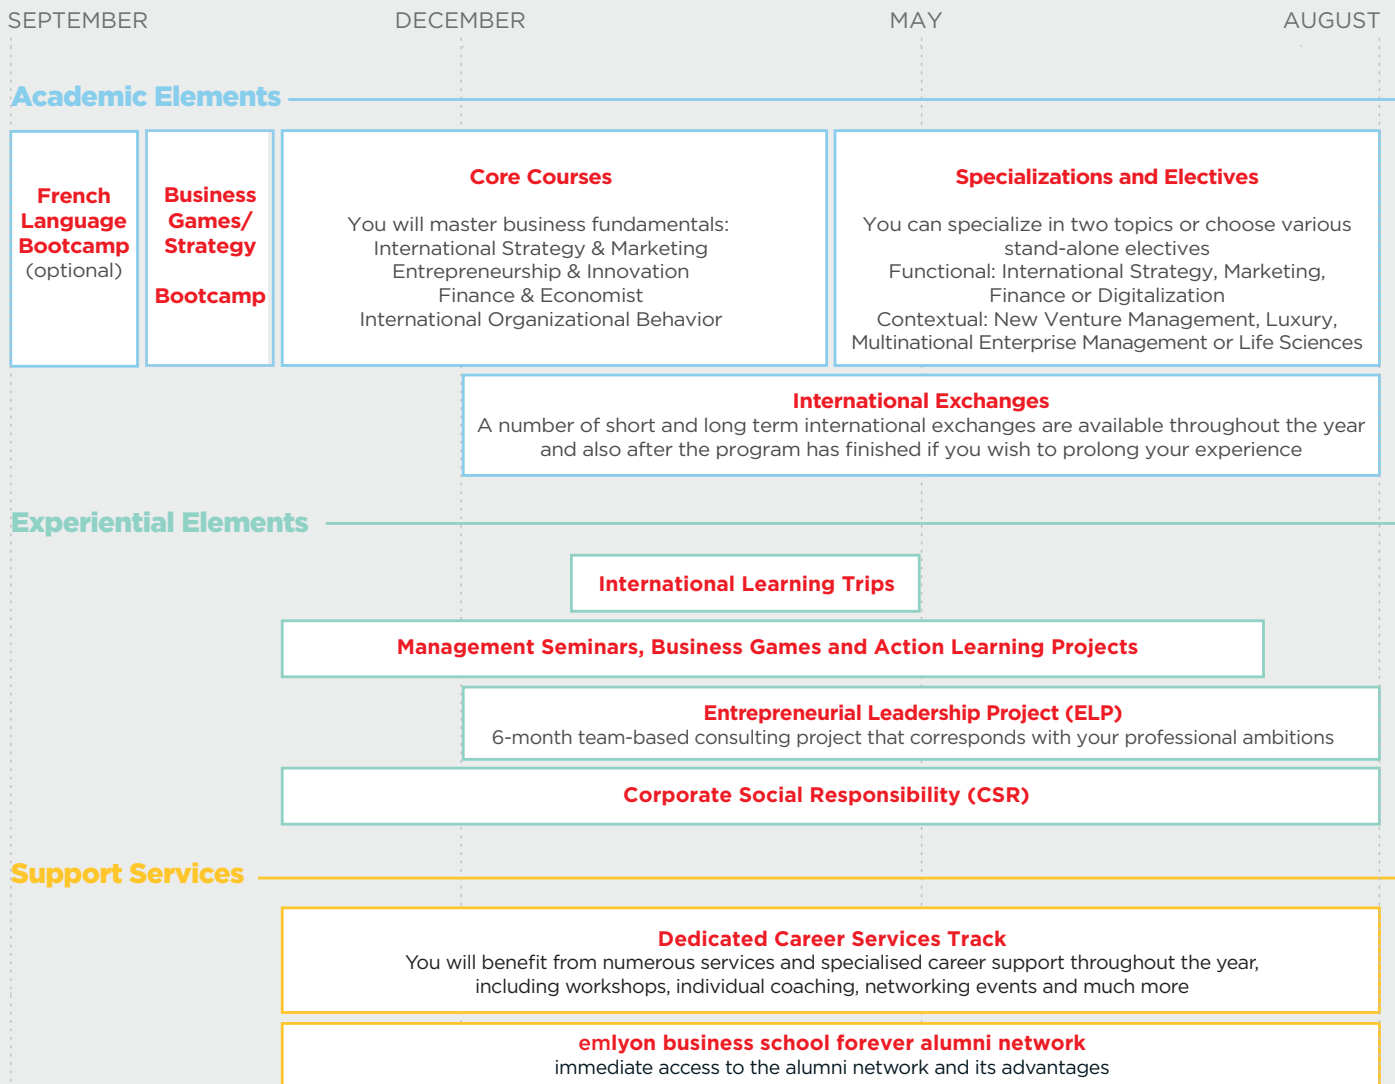 SEPTEMBER DECEMBER MAY AUGUST
Academic Elements
French
Language
Bootcamp
(optional)
Business
Games/
Strategy
Bootcamp
Core Courses
You will master business fundamentals:
International Strategy & Marketing
Entrepreneurship & Innovation
Finance & Economist
International Organizational Behavior
Specializations and Electives
You can specialize in two topics or choose various
stand-alone electives
Functional: International Strategy, Marketing,
Finance or Digitalization
Contextual: New Venture Management, Luxury,
Multinational Enterprise Management or Life Sciences
International Exchanges
A number of short and long term international exchanges are available throughout the year
and also after the program has finished if you wish to prolong your experience
Experiential Elements
International Learning Trips
Management Seminars, Business Games and Action Learning Projects
Entrepreneurial Leadership Project (ELP)
6-month team-based consulting project that corresponds with your professional ambitions
Corporate Social Responsibility (CSR)
Support Services
Dedicated Career Services Track
You will benefit from numerous services and specialised career support throughout the year,
including workshops, individual coaching, networking events and much more
emlyon business school forever alumni network
immediate access to the alumni network and its advantages